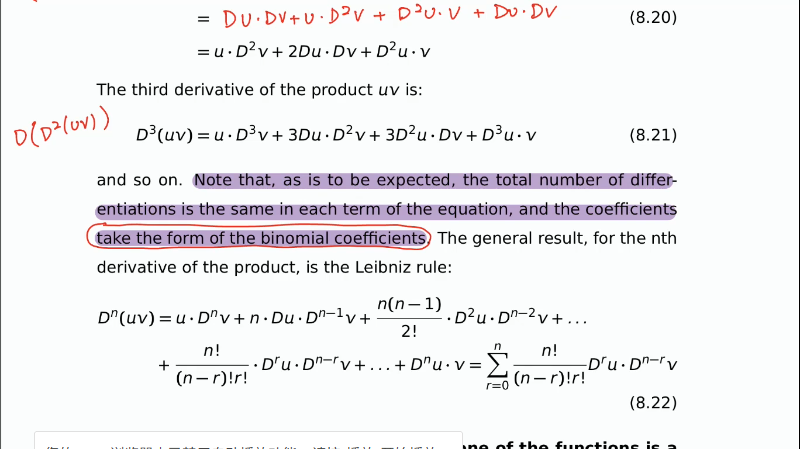 = Du·Dv+u·D²v + D²u·v + Du·Dv (8.20)
= u·D²v+2Du·Dv+D²u·v
The third derivative of the product uv is:
D(D²(uv))
D³(uv) = u·D³v+3Du·D²v+3D²u·Dv+D³u·v (8.21)
and so on. Note that, as is to be expected, the total number of differ-
entiations is the same in each term of the equation, and the coefficients
take the form of the binomial coefficients. The general result, for the nth
derivative of the product, is the Leibniz rule:
Dⁿ(uv) = u·Dⁿv+n·Du·Dⁿ⁻¹v+ n(n−1)/2! ·D²u·Dⁿ⁻²v+...
+ n!/((n−r)!r!) ·Dʳu·Dⁿ⁻ʳv+...+Dⁿu·v = ∑ᵣ₌₀ⁿ n!/((n−r)!r!) Dʳu·Dⁿ⁻ʳv
(8.22)
one of the functions is a